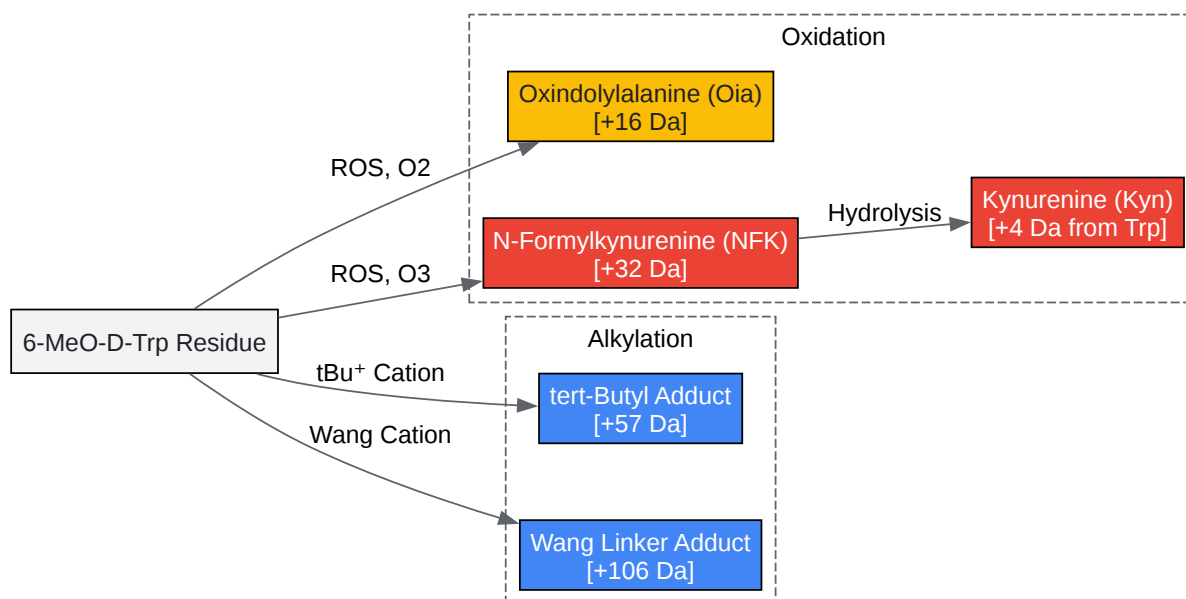 Oxidation
Oxindolylalanine (Oia)
[+16 Da]
ROS, O2
Kynurenine (Kyn)
[+4 Da from Trp]
Hydrolysis
N-Formylkynurenine (NFK)
[+32 Da]
ROS, O3
6-MeO-D-Trp Residue
Alkylation
tBu⁺ Cation
tert-Butyl Adduct
[+57 Da]
Wang Cation
Wang Linker Adduct
[+106 Da]